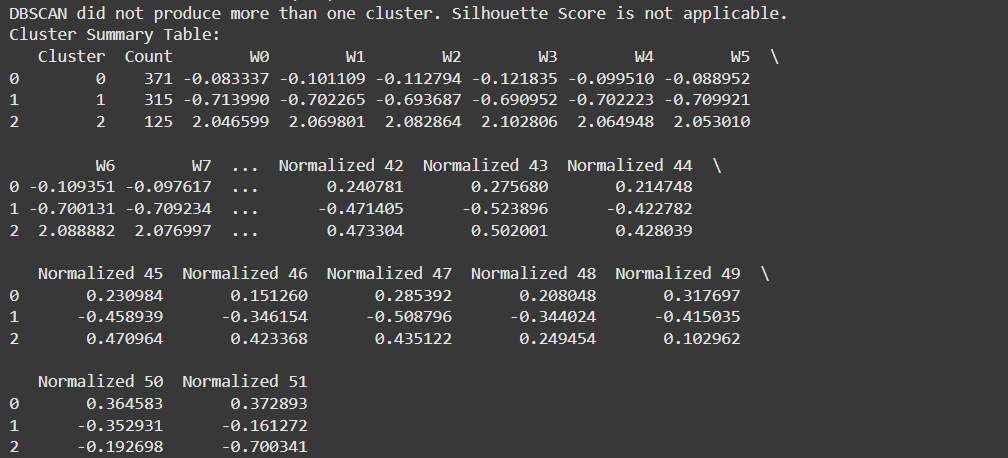 DBSCAN did not produce more than one cluster. Silhouette Score is not applicable.
Cluster Summary Table:
   Cluster  Count        W0        W1        W2        W3        W4        W5  \
0        0    371 -0.083337 -0.101109 -0.112794 -0.121835 -0.099510 -0.088952
1        1    315 -0.713990 -0.702265 -0.693687 -0.690952 -0.702223 -0.709921
2        2    125  2.046599  2.069801  2.082864  2.102806  2.064948  2.053010
         W6        W7  ...  Normalized 42  Normalized 43  Normalized 44  \
0 -0.109351 -0.097617  ...       0.240781       0.275680       0.214748
1 -0.700131 -0.709234  ...      -0.471405      -0.523896      -0.422782
2  2.088882  2.076997  ...       0.473304       0.502001       0.428039
   Normalized 45  Normalized 46  Normalized 47  Normalized 48  Normalized 49  \
0       0.230984       0.151260       0.285392       0.208048       0.317697
1      -0.458939      -0.346154      -0.508796      -0.344024      -0.415035
2       0.470964       0.423368       0.435122       0.249454       0.102962
   Normalized 50  Normalized 51
0       0.364583       0.372893
1      -0.352931      -0.161272
2      -0.192698      -0.700341